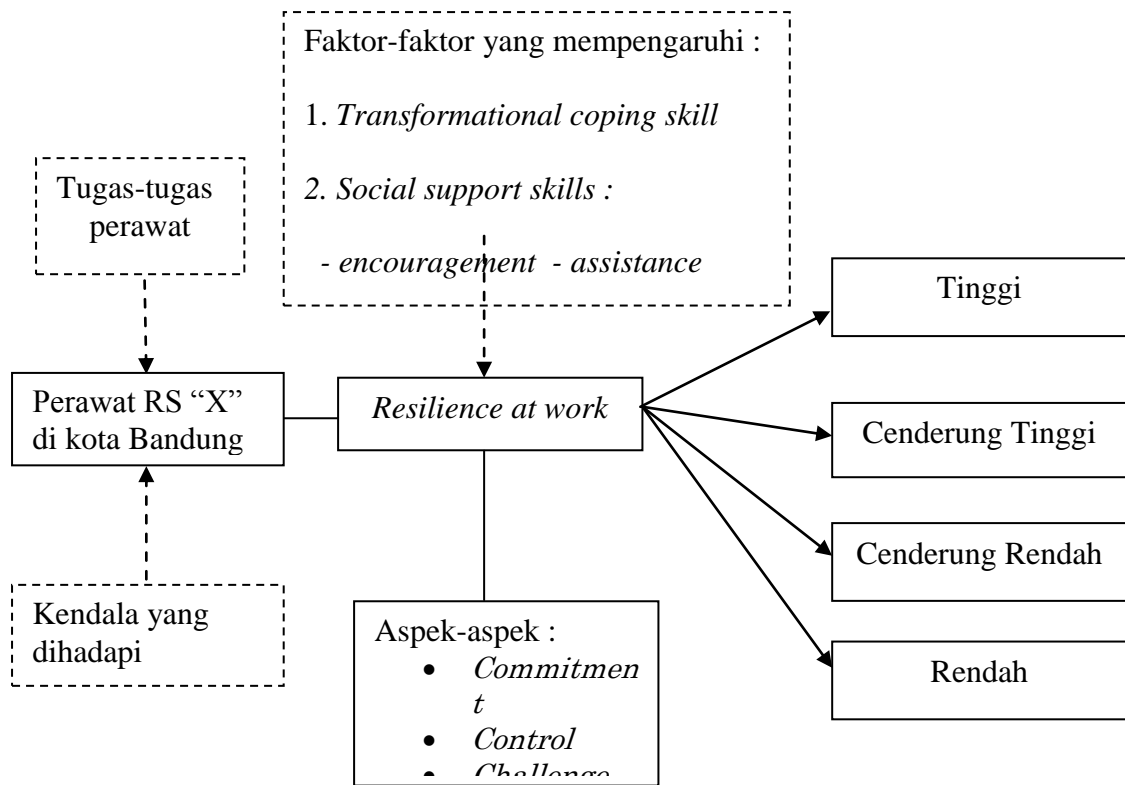 Faktor-faktor yang mempengaruhi :
1. Transformational coping skill
2. Social support skills :
- encouragement - assistance
Tugas-tugas
perawat
Perawat RS “X”
di kota Bandung
Kendala yang
dihadapi
Resilience at work
Aspek-aspek :
• Commitmen
t
• Control
• Challenge
Tinggi
Cenderung Tinggi
Cenderung Rendah
Rendah